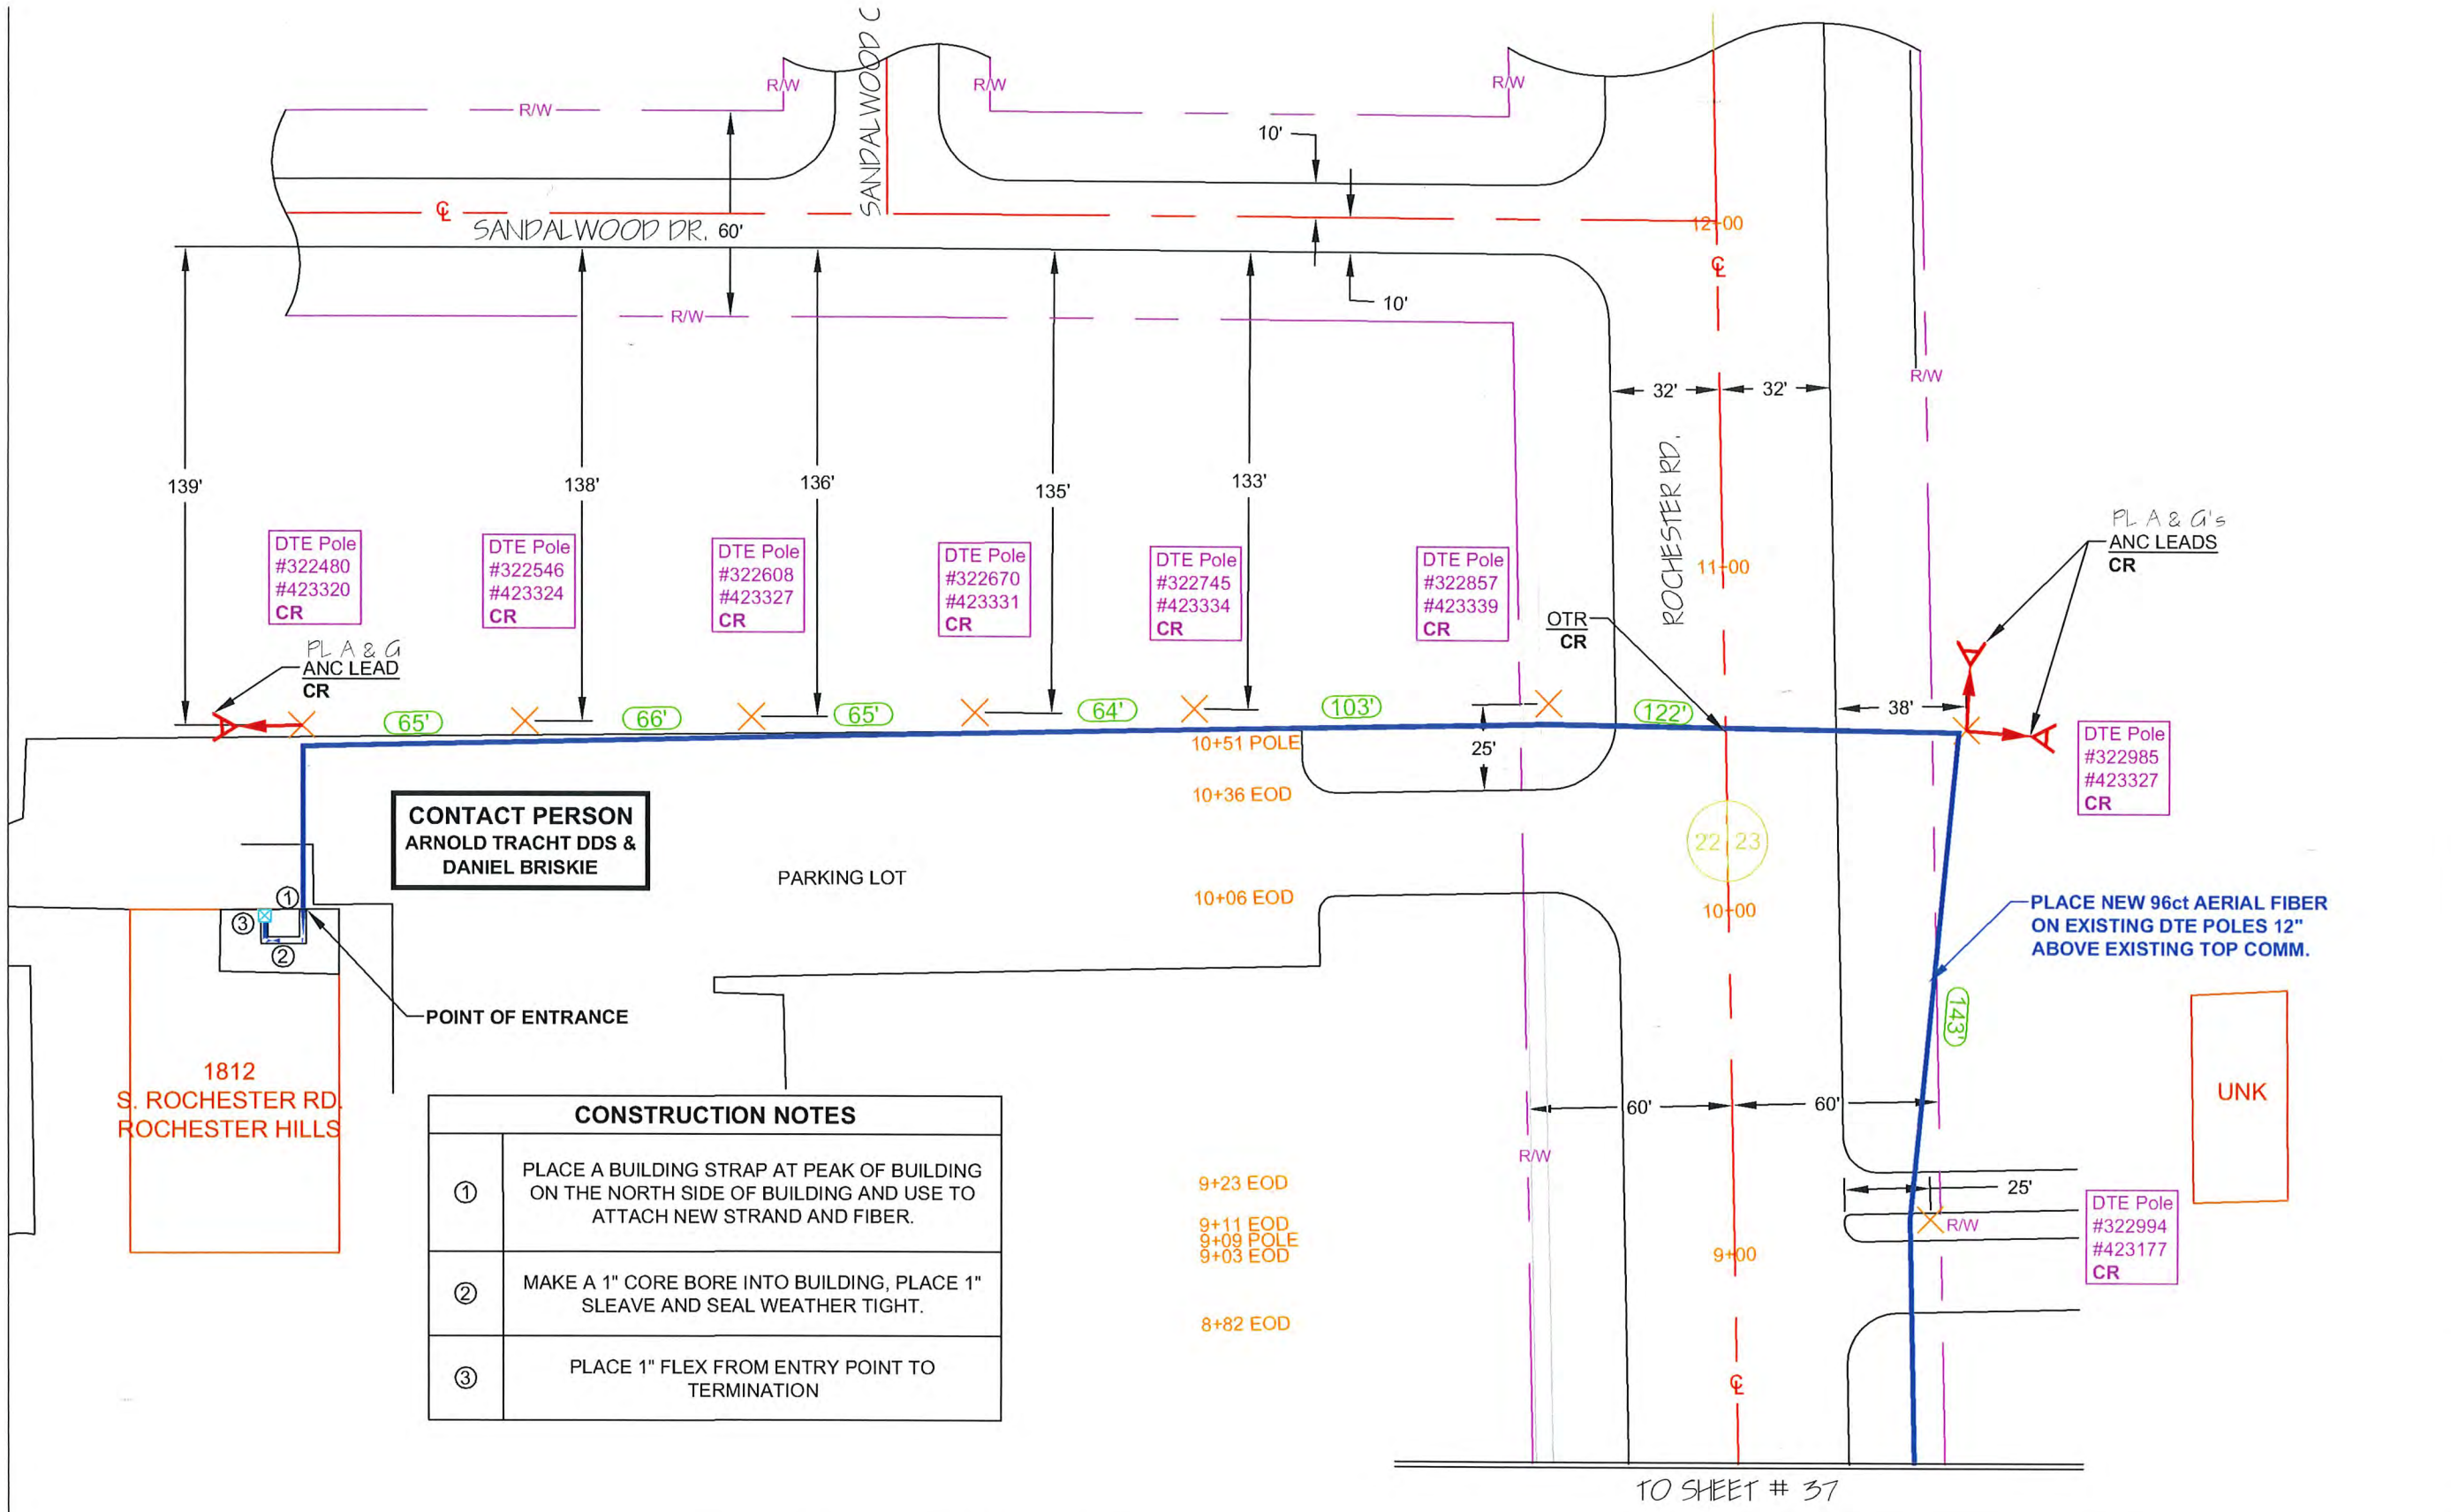 SANDALWOOD C
R/W
R/W
R/W
R/W
10'
℄
SANDALWOOD DR. 60'
12+00
℄
10'
R/W
32'
32'
R/W
ROCHESTER RD.
139'
138'
136'
135'
133'
PL A & G's
ANC LEADS
CR
DTE Pole
#322480
#423320
CR
DTE Pole
#322546
#423324
CR
DTE Pole
#322608
#423327
CR
DTE Pole
#322670
#423331
CR
DTE Pole
#322745
#423334
CR
DTE Pole
#322857
#423339
CR
11+00
OTR
CR
PL A & G
ANC LEAD
CR
65'
66'
65'
64'
103'
122'
38'
10+51 POLE
25'
DTE Pole
#322985
#423327
CR
10+36 EOD
CONTACT PERSON
ARNOLD TRACHT DDS &
DANIEL BRISKIE
22 23
PARKING LOT
10+06 EOD
10+00
PLACE NEW 96ct AERIAL FIBER
ON EXISTING DTE POLES 12"
ABOVE EXISTING TOP COMM.
1
3
2
POINT OF ENTRANCE
143'
1812
S. ROCHESTER RD.
ROCHESTER HILLS
UNK
60'
60'
R/W
CONSTRUCTION NOTES
1
PLACE A BUILDING STRAP AT PEAK OF BUILDING
ON THE NORTH SIDE OF BUILDING AND USE TO
ATTACH NEW STRAND AND FIBER.
2
MAKE A 1" CORE BORE INTO BUILDING, PLACE 1"
SLEAVE AND SEAL WEATHER TIGHT.
3
PLACE 1" FLEX FROM ENTRY POINT TO
TERMINATION
9+23 EOD
9+11 EOD
9+09 POLE
9+03 EOD
8+82 EOD
9+00
25'
R/W
DTE Pole
#322994
#423177
CR
℄
TO SHEET # 37